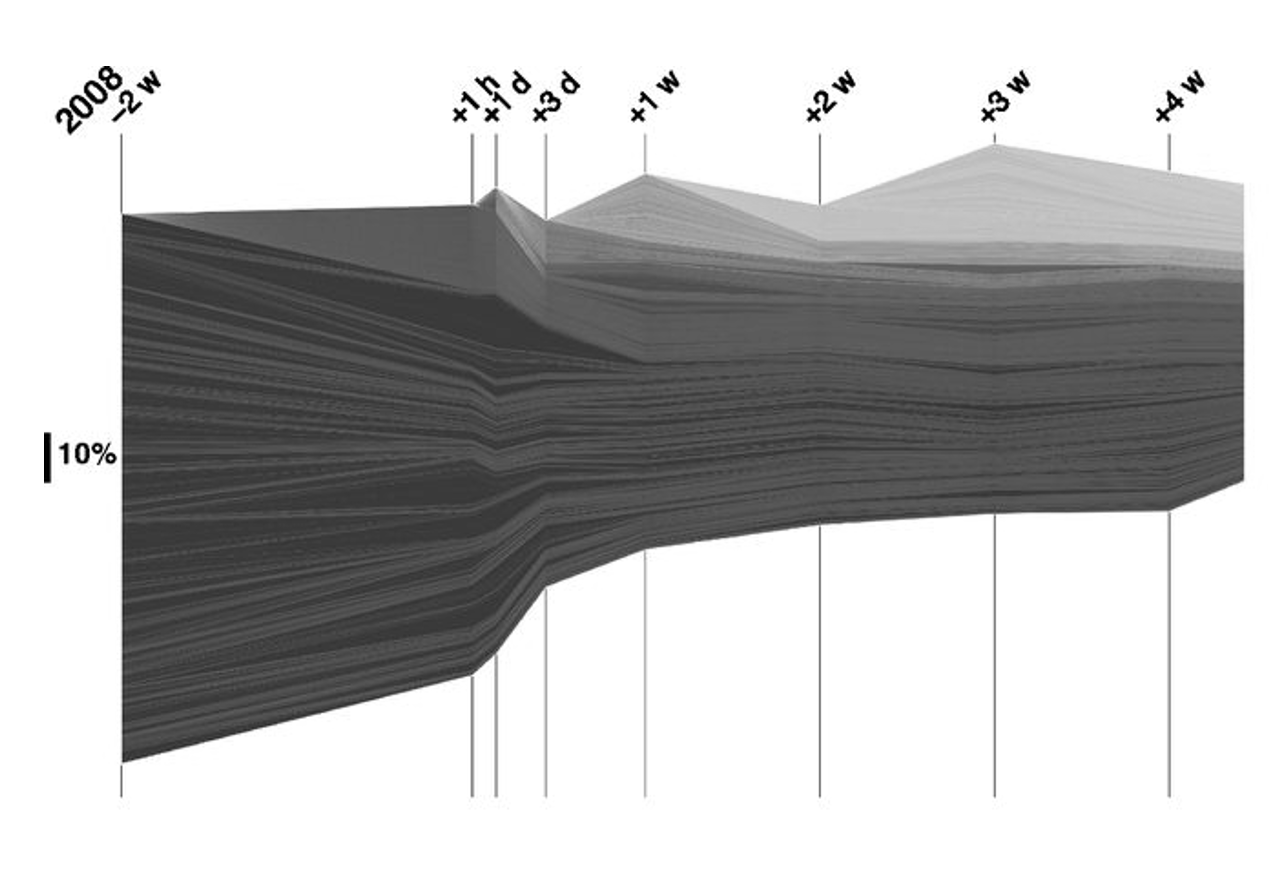 2008
−2 w
+1 h
+1 d
+3 d
+1 w
+2 w
+3 w
+4 w
10%